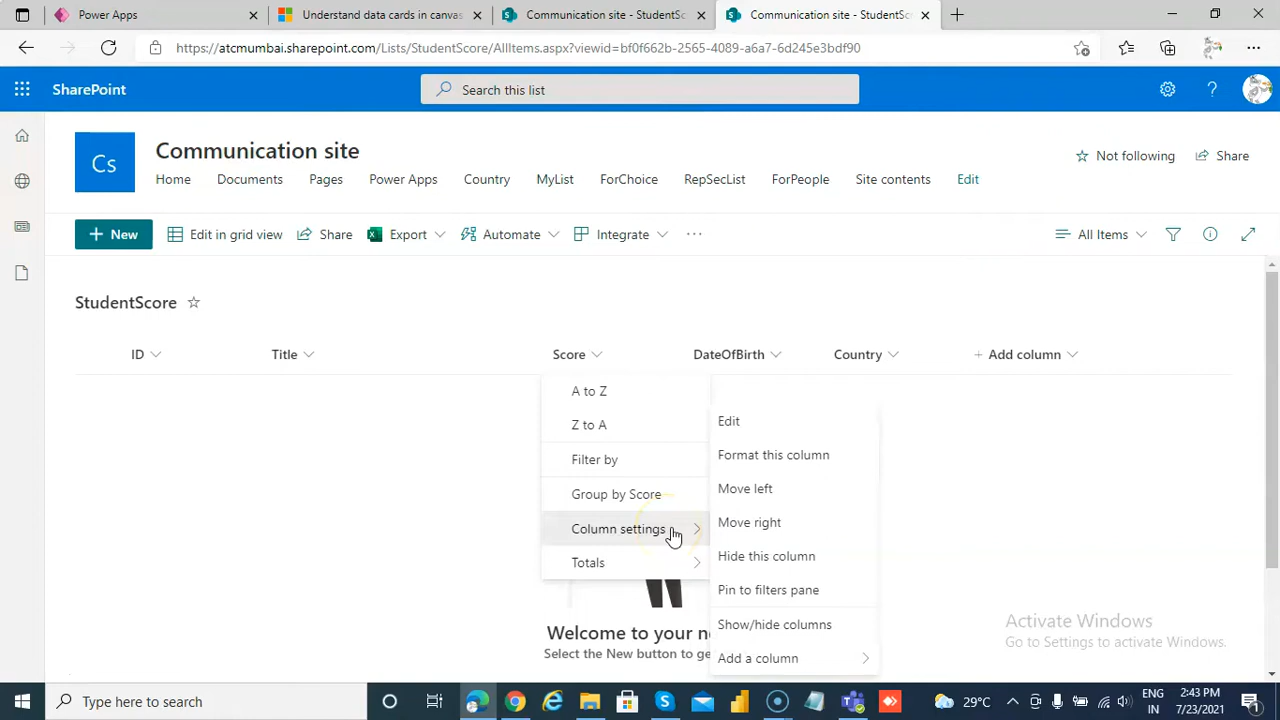 Power Apps
Understand data cards in canvas
Communication site - StudentSc
Communication site - StudentSc
https://atcmumbai.sharepoint.com/Lists/StudentScore/AllItems.aspx?viewid=bf0f662b-2565-4089-a6a7-6d245e3bdf90
SharePoint
Search this list
Cs
Communication site
Not following
Share
Home Documents Pages Power Apps Country MyList ForChoice RepSecList ForPeople Site contents Edit
+ New
Edit in grid view
Share
Export
Automate
Integrate
...
All Items
StudentScore
ID Title Score DateOfBirth Country + Add column
A to Z
Z to A
Filter by
Group by Score
Column settings
Totals
Edit
Format this column
Move left
Move right
Hide this column
Pin to filters pane
Show/hide columns
Add a column
Welcome to your n
Select the New button to ge
Activate Windows
Go to Settings to activate Windows.
Type here to search
29°C
ENG
IN
2:43 PM
7/23/2021
1